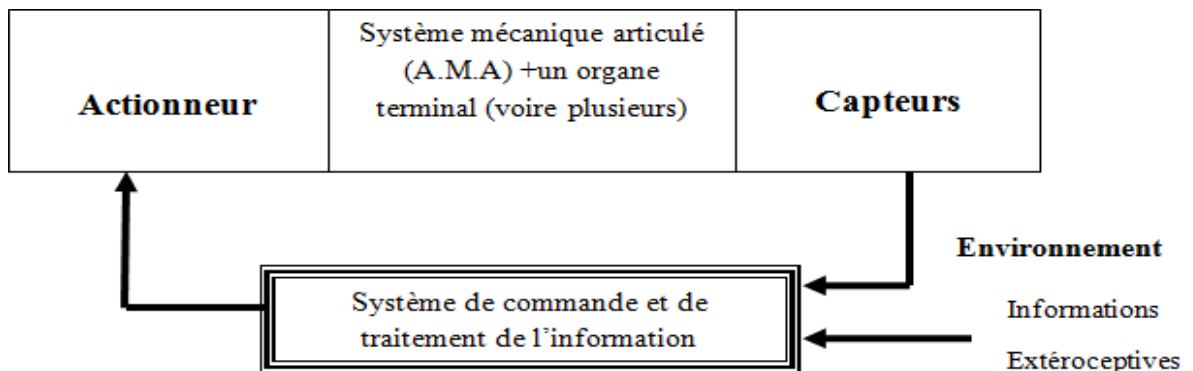 Actionneur
Système mécanique articulé
(A.M.A) +un organe
terminal (voire plusieurs)
Capteurs
Environnement
Système de commande et de
traitement de l'information
Informations
Extéroceptives